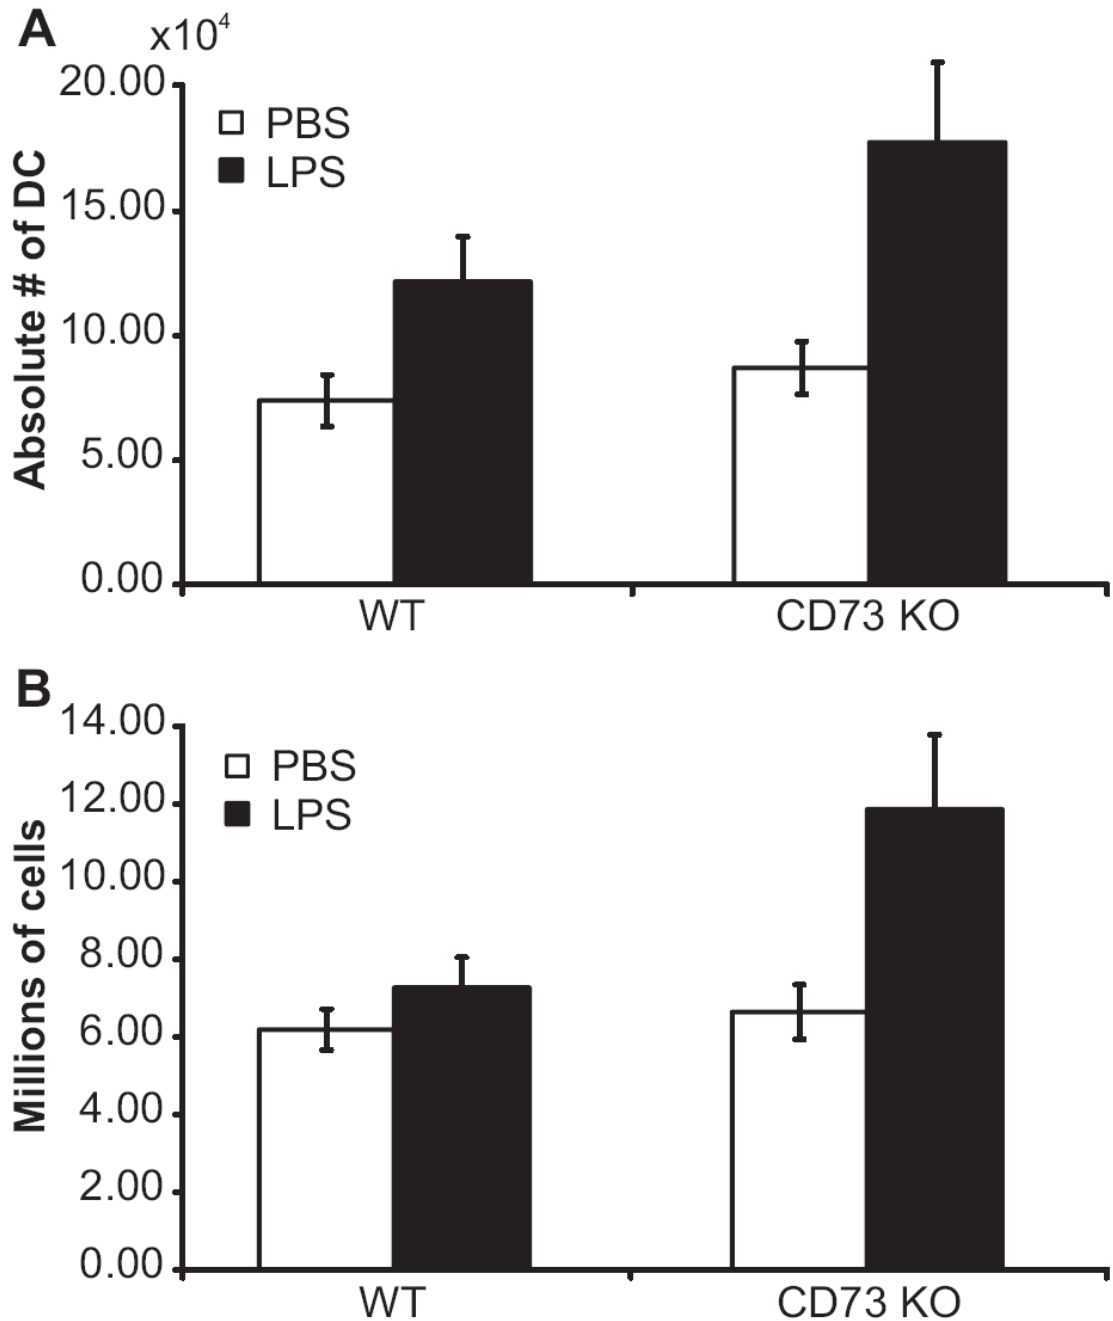 A
x10⁴
Absolute # of DC
20.00
15.00
10.00
5.00
0.00
PBS
LPS
WT
CD73 KO
B
Millions of cells
14.00
12.00
10.00
8.00
6.00
4.00
2.00
0.00
PBS
LPS
WT
CD73 KO